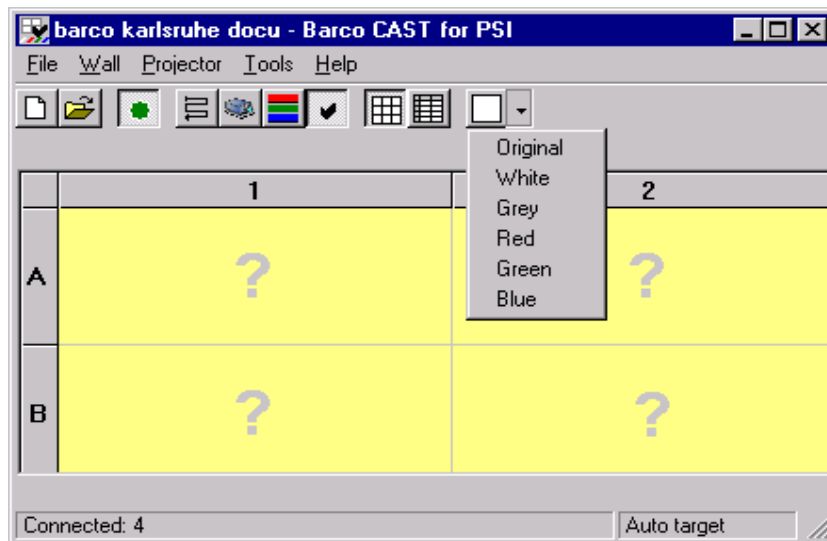 barco karlsruhe docu - Barco CAST for PSI
File Wall Projector Tools Help
Original
White
Grey
Red
Green
Blue
1 2
A ? ?
B ? ?
Connected: 4 Auto target